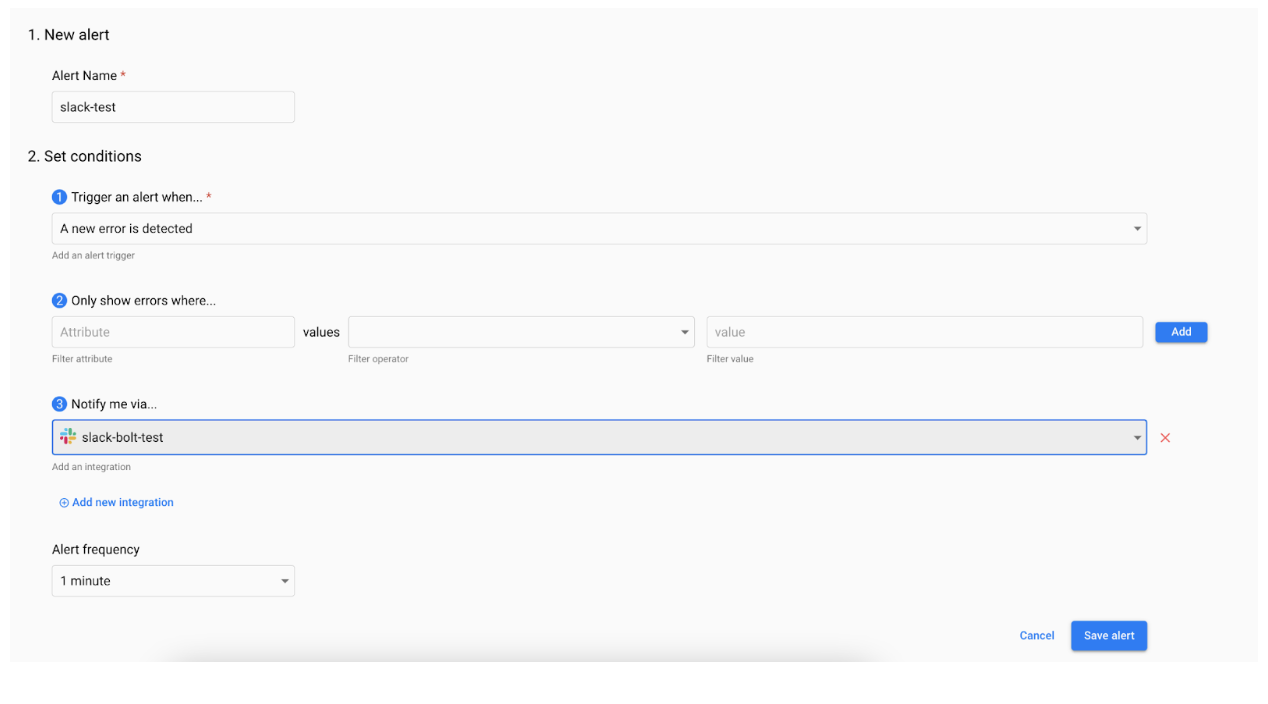 1. New alert
Alert Name *
slack-test
2. Set conditions
1 Trigger an alert when... *
A new error is detected
Add an alert trigger
2 Only show errors where...
Attribute values value Add
Filter attribute Filter operator Filter value
3 Notify me via...
slack-bolt-test
Add an integration
Add new integration
Alert frequency
1 minute
Cancel Save alert